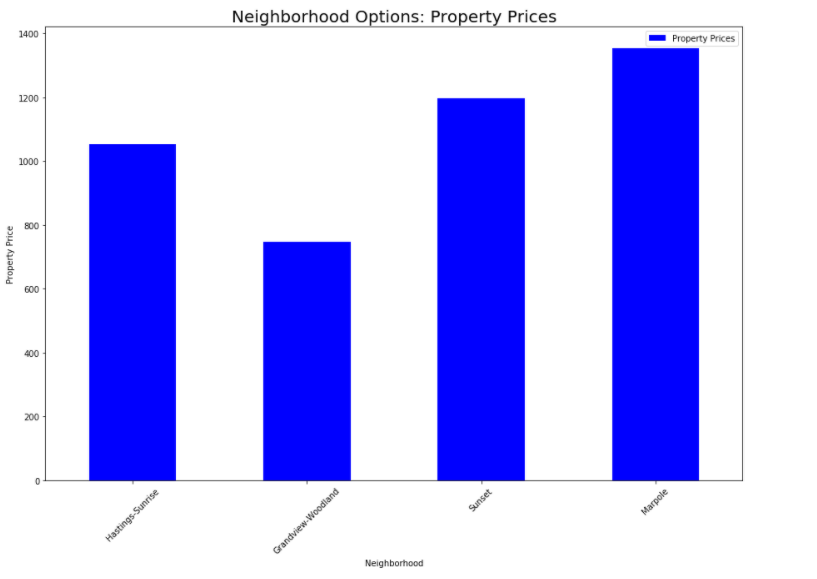 Neighborhood Options: Property Prices
Property Prices
1400
1200
1000
800
600
400
200
0
Property Price
Hastings-Sunrise
Grandview-Woodland
Sunset
Marpole
Neighborhood